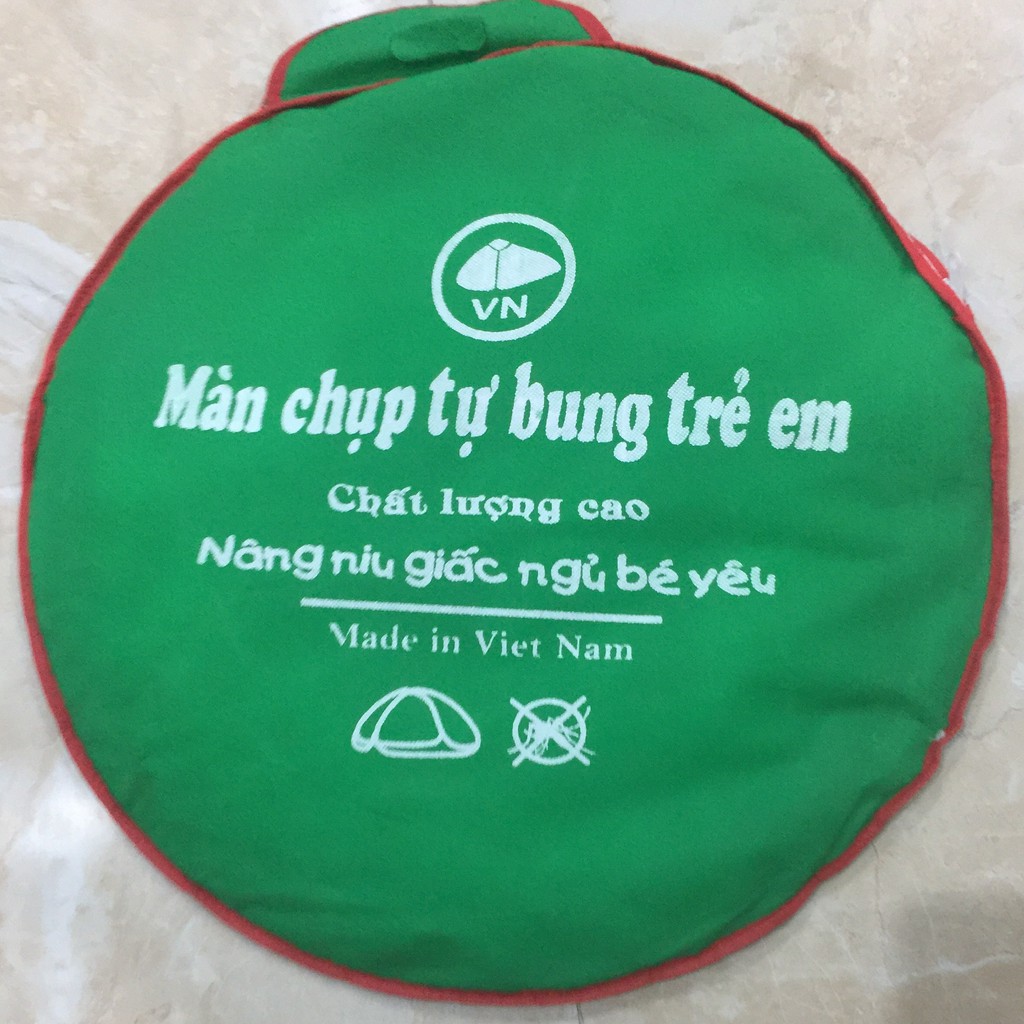 VN
Màn chụp tự bung trẻ em
Chất lượng cao
Nâng niu giấc ngủ bé yêu
Made in Viet Nam